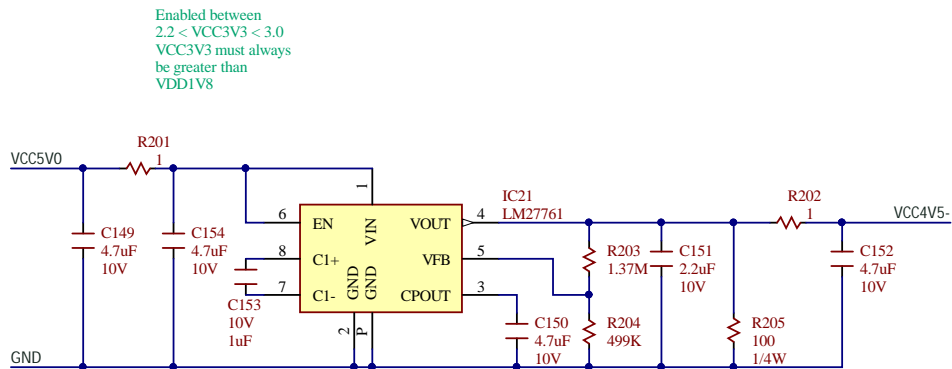 Enabled between
2.2 < VCC3V3 < 3.0
VCC3V3 must always
be greater than
VDD1V8
VCC5V0
R201
1
C149
4.7uF
10V
C154
4.7uF
10V
C153
10V
1uF
IC21
LM27761
1
VIN
6
EN
8
C1+
7
C1-
GND
GND
2
P
VOUT
4
VFB
5
CPOUT
3
C150
4.7uF
10V
R203
1.37M
R204
499K
C151
2.2uF
10V
R205
100
1/4W
R202
1
VCC4V5-
C152
4.7uF
10V
GND